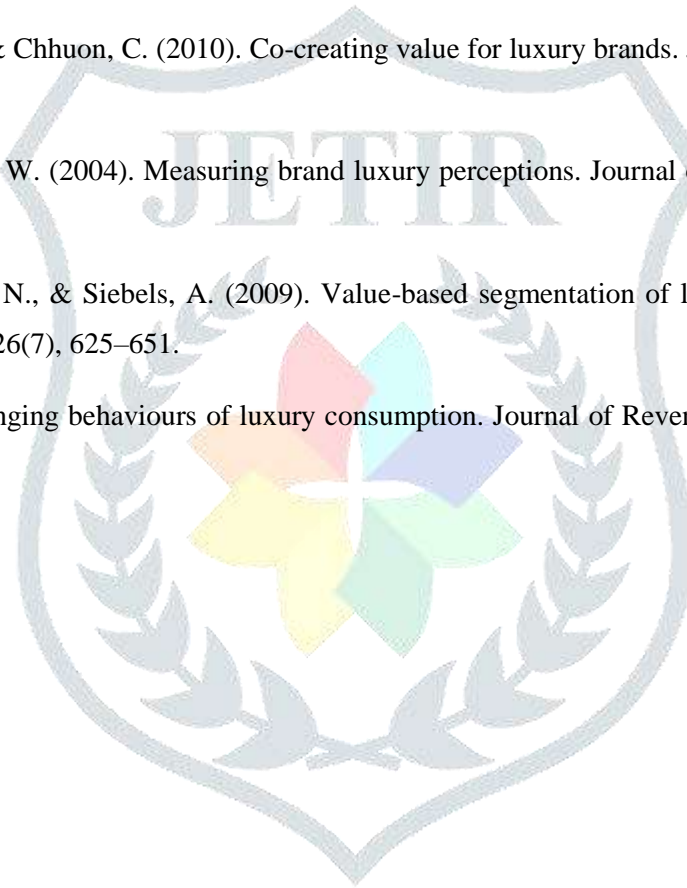 & Chhuon, C. (2010). Co-creating value for luxury brands.
JETIR
W. (2004). Measuring brand luxury perceptions. Journal
N., & Siebels, A. (2009). Value-based segmentation of
26(7), 625–651.
nging behaviours of luxury consumption. Journal of